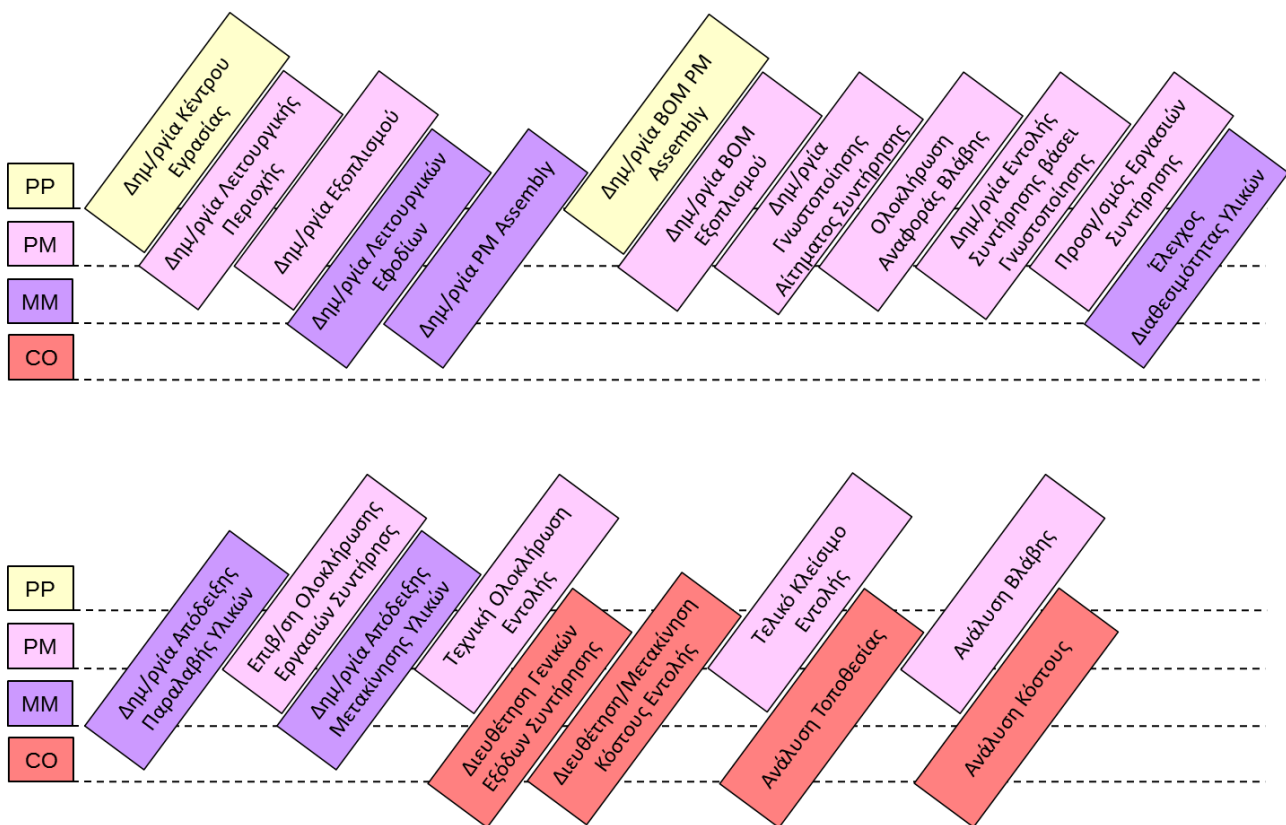 Δημ/ργία Κέντρου
Εγρασίας
Δημ/ργία Λειτουργικής
Περιοχής
Δημ/ργία Εξοπλισμού
Δημ/ργία Λειτουργικών
Εφοδίων
Δημ/ργία PM Assembly
Δημ/ργία BOM PM
Assembly
Δημ/ργία BOM
Εξοπλισμού
Δημ/ργία
Γνωστοποίησης
Αίτηματος Συντήρησης
Ολοκλήρωση
Αναφοράς Βλάβης
Δημ/ργία Εντολής
Συντήρησης βάσει
Γνωστοποίησης
Προσγ/σμός Εργασιών
Συντήρησης
Έλεγχος
Διαθεσιμότητας Υλικών
PP
PM
MM
CO
Δημ/ργία Απόδειξης
Παραλαβής Υλικών
Επιβ/ση Ολοκλήρωσης
Εργασιών Συντήρησς
Δημ/ργία Απόδειξης
Μετακίνησης Υλικών
Τεχνική Ολοκλήρωση
Εντολής
Διευθέτηση Γενικών
Εξόδων Συντήρησης
Διευθέτηση/Μετακίνηση
Κόστους Εντολής
Τελικό Κλείσιμο
Εντολής
Ανάλυση Τοποθεσίας
Ανάλυση Βλάβης
Ανάλυση Κόστους
PP
PM
MM
CO